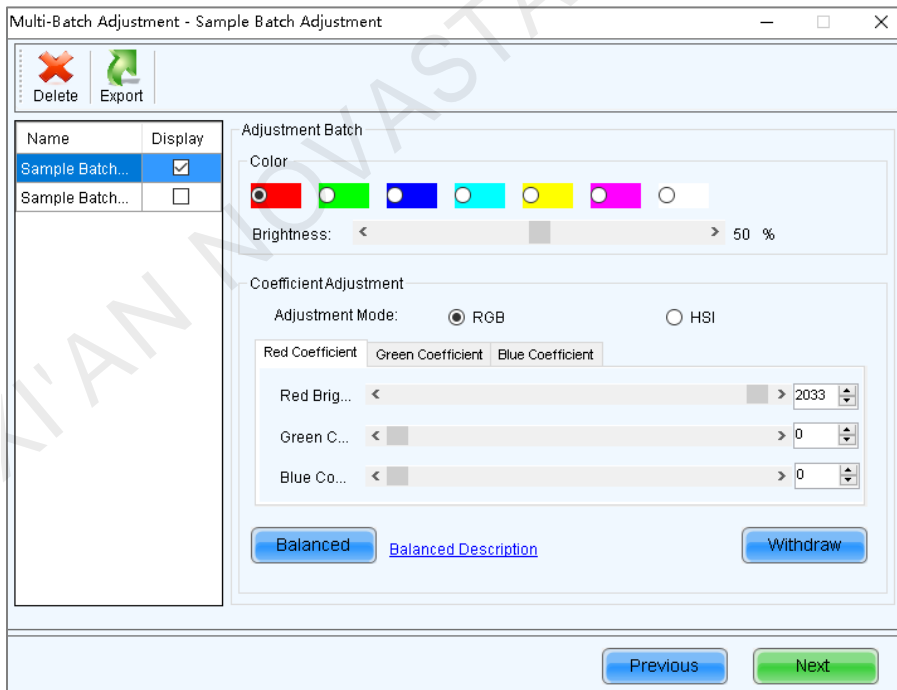 Multi-Batch Adjustment - Sample Batch Adjustment
Delete Export
Name Display
Sample Batch...
Sample Batch...
Adjustment Batch
Color
Brightness: 50 %
Coefficient Adjustment
Adjustment Mode: RGB HSI
Red Coefficient Green Coefficient Blue Coefficient
Red Brig... 2033
Green C... 0
Blue Co... 0
Balanced Balanced Description Withdraw
Previous Next
XI'AN NOVASTA